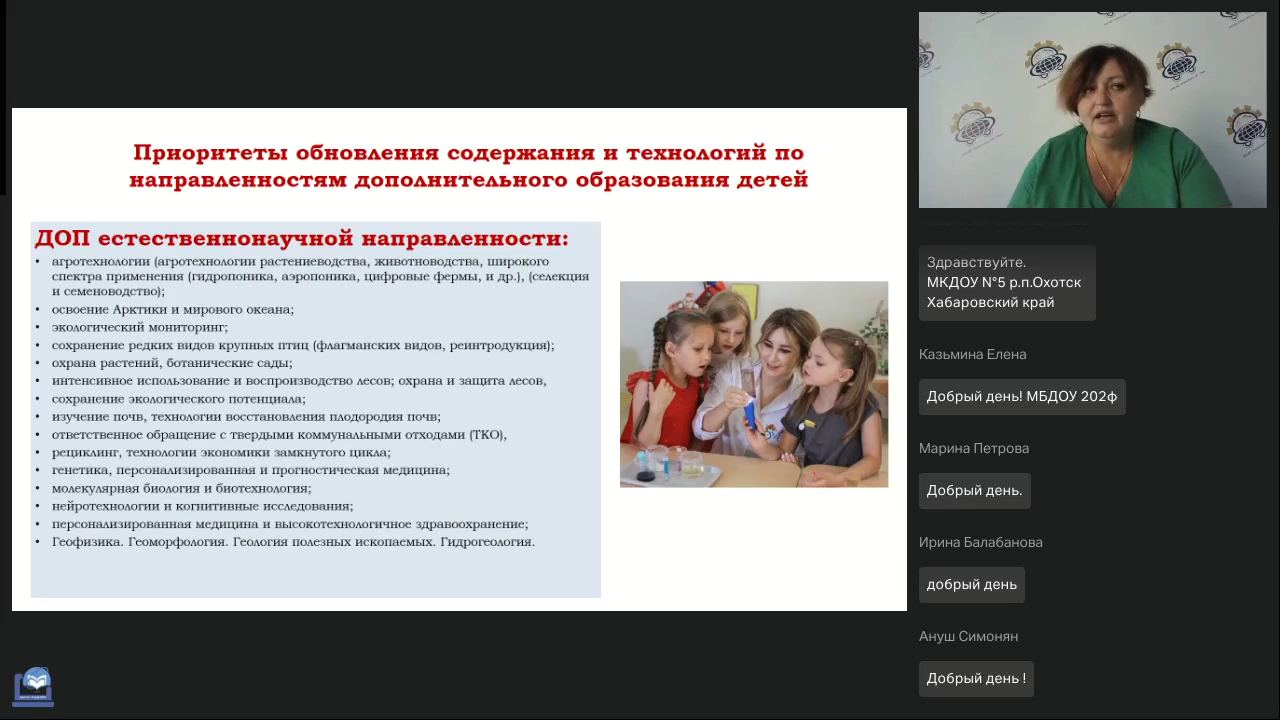 Приоритеты обновления содержания и технологий по
направленностям дополнительного образования детей
ДОП естественнонаучной направленности:
• агротехнологии (агротехнологии растениеводства, животноводства, широкого
спектра применения (гидропоника, аэропоника, цифровые фермы, и др.), (селекция
и семеноводство);
• освоение Арктики и мирового океана;
• экологический мониторинг;
• сохранение редких видов крупных птиц (флагманских видов, реинтродукция);
• охрана растений, ботанические сады;
• интенсивное использование и воспроизводство лесов; охрана и защита лесов,
• сохранение экологического потенциала;
• изучение почв, технологии восстановления плодородия почв;
• ответственное обращение с твердыми коммунальными отходами (ТКО),
• рециклинг, технологии экономики замкнутого цикла;
• генетика, персонализированная и прогностическая медицина;
• молекулярная биология и биотехнология;
• нейротехнологии и когнитивные исследования;
• персонализированная медицина и высокотехнологичное здравоохранение;
• Геофизика. Геоморфология. Геология полезных ископаемых. Гидрогеология.
Здравствуйте.
МКДОУ N°5 р.п.Охотск
Хабаровский край
Казьмина Елена
Добрый день! МБДОУ 202ф
Марина Петрова
Добрый день.
Ирина Балабанова
добрый день
Ануш Симонян
Добрый день !